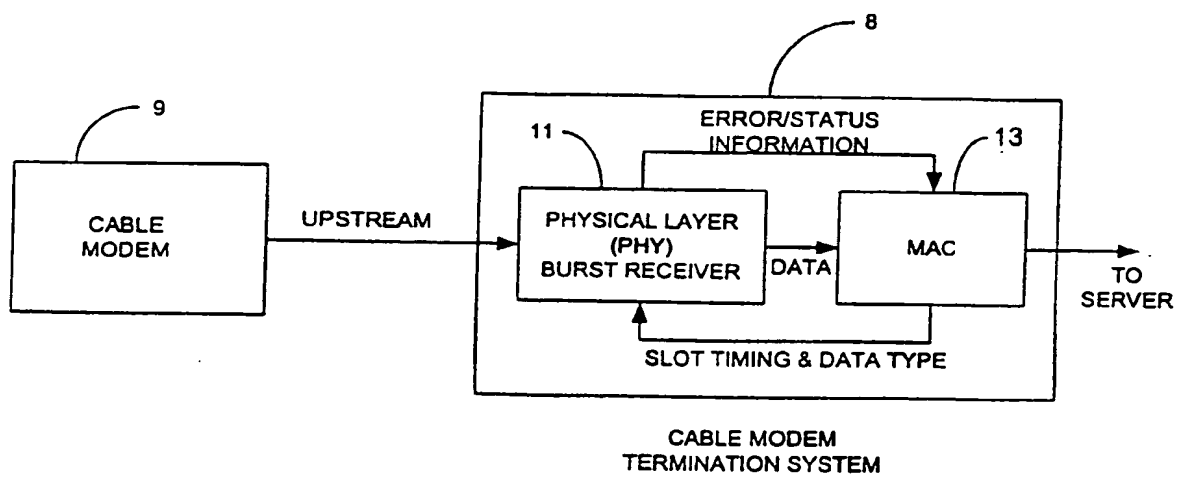 8
9
CABLE
MODEM
UPSTREAM
11
ERROR/STATUS
INFORMATION
13
PHYSICAL LAYER
(PHY)
BURST RECEIVER
DATA
MAC
TO
SERVER
SLOT TIMING & DATA TYPE
CABLE MODEM
TERMINATION SYSTEM